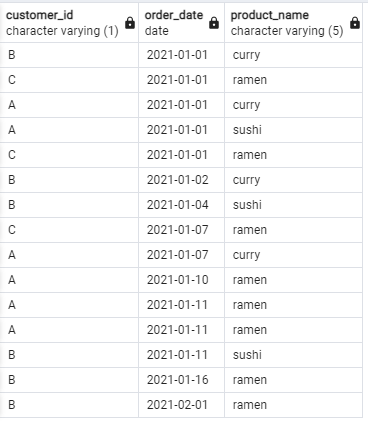 customer_id order_date product_name
character varying (1) date character varying (5)
B 2021-01-01 curry
C 2021-01-01 ramen
A 2021-01-01 curry
A 2021-01-01 sushi
C 2021-01-01 ramen
B 2021-01-02 curry
B 2021-01-04 sushi
C 2021-01-07 ramen
A 2021-01-07 curry
A 2021-01-10 ramen
A 2021-01-11 ramen
A 2021-01-11 ramen
B 2021-01-11 sushi
B 2021-01-16 ramen
B 2021-02-01 ramen